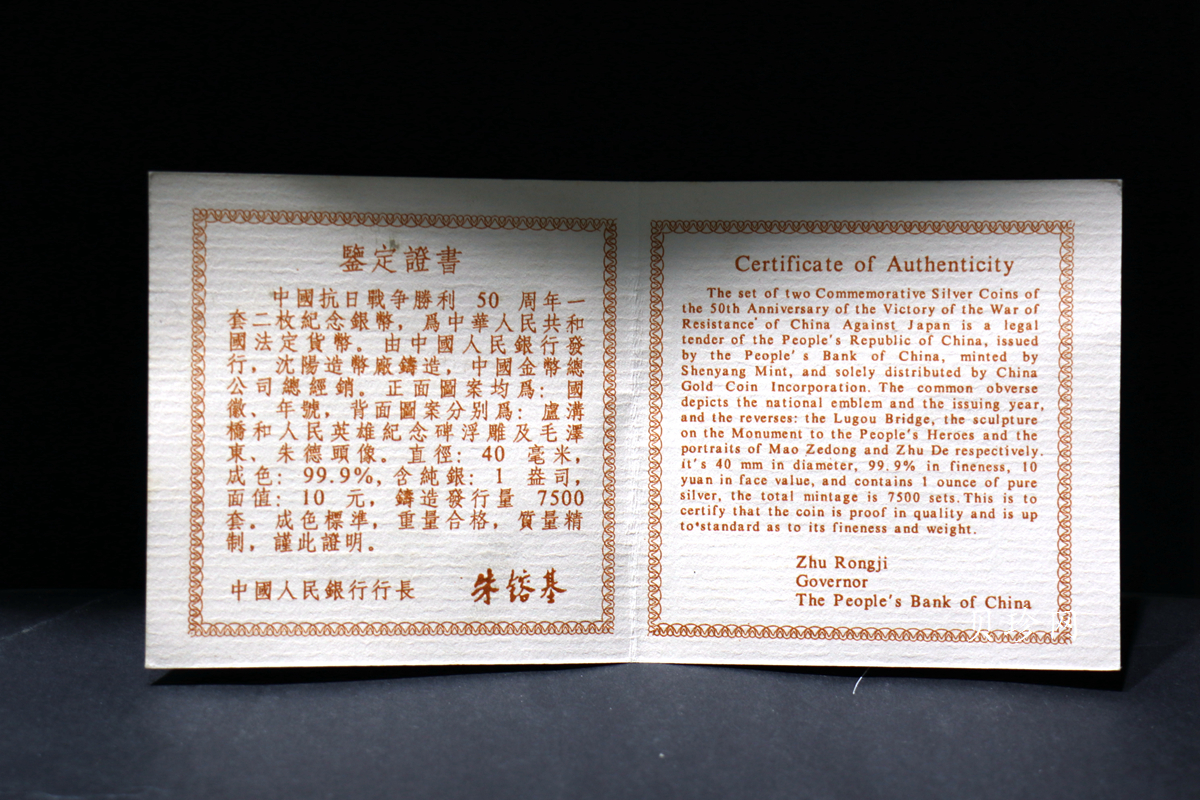 鑒定證書
中國抗日戰争勝利 50 周年一
套二枚紀念銀幣，爲中華人民共和
國法定貨幣。由中國人民銀行發
行，沈陽造幣廠鑄造，中國金幣總
公司總經銷。正面圖案均爲：國
徽、年號，背面圖案分别爲：盧溝
橋和人民英雄紀念碑浮雕及毛澤
東、朱德頭像。直徑：40 毫米，
成色：99.9%，含純銀：1 盎司，
面值：10 元，鑄造發行量 7500
套。成色標準，重量合格，質量精
制，謹此證明。
中國人民銀行行長 朱鎔基
Certificate of Authenticity
The set of two Commemorative Silver Coins of
the 50th Anniversary of the Victory of the War of
Resistance of China Against Japan is a legal
tender of the People's Republic of China, issued
by the People's Bank of China, minted by
Shenyang Mint, and solely distributed by China
Gold Coin Incorporation. The common obverse
depicts the national emblem and the issuing year,
and the reverses: the Lugou Bridge, the sculpture
on the Monument to the People's Heroes and the
portraits of Mao Zedong and Zhu De respectively.
it's 40 mm in diameter, 99.9% in fineness, 10
yuan in face value, and contains 1 ounce of pure
silver, the total mintage is 7500 sets. This is to
certify that the coin is proof in quality and is up
to standard as to its fineness and weight.
Zhu Rongji
Governor
The People's Bank of China